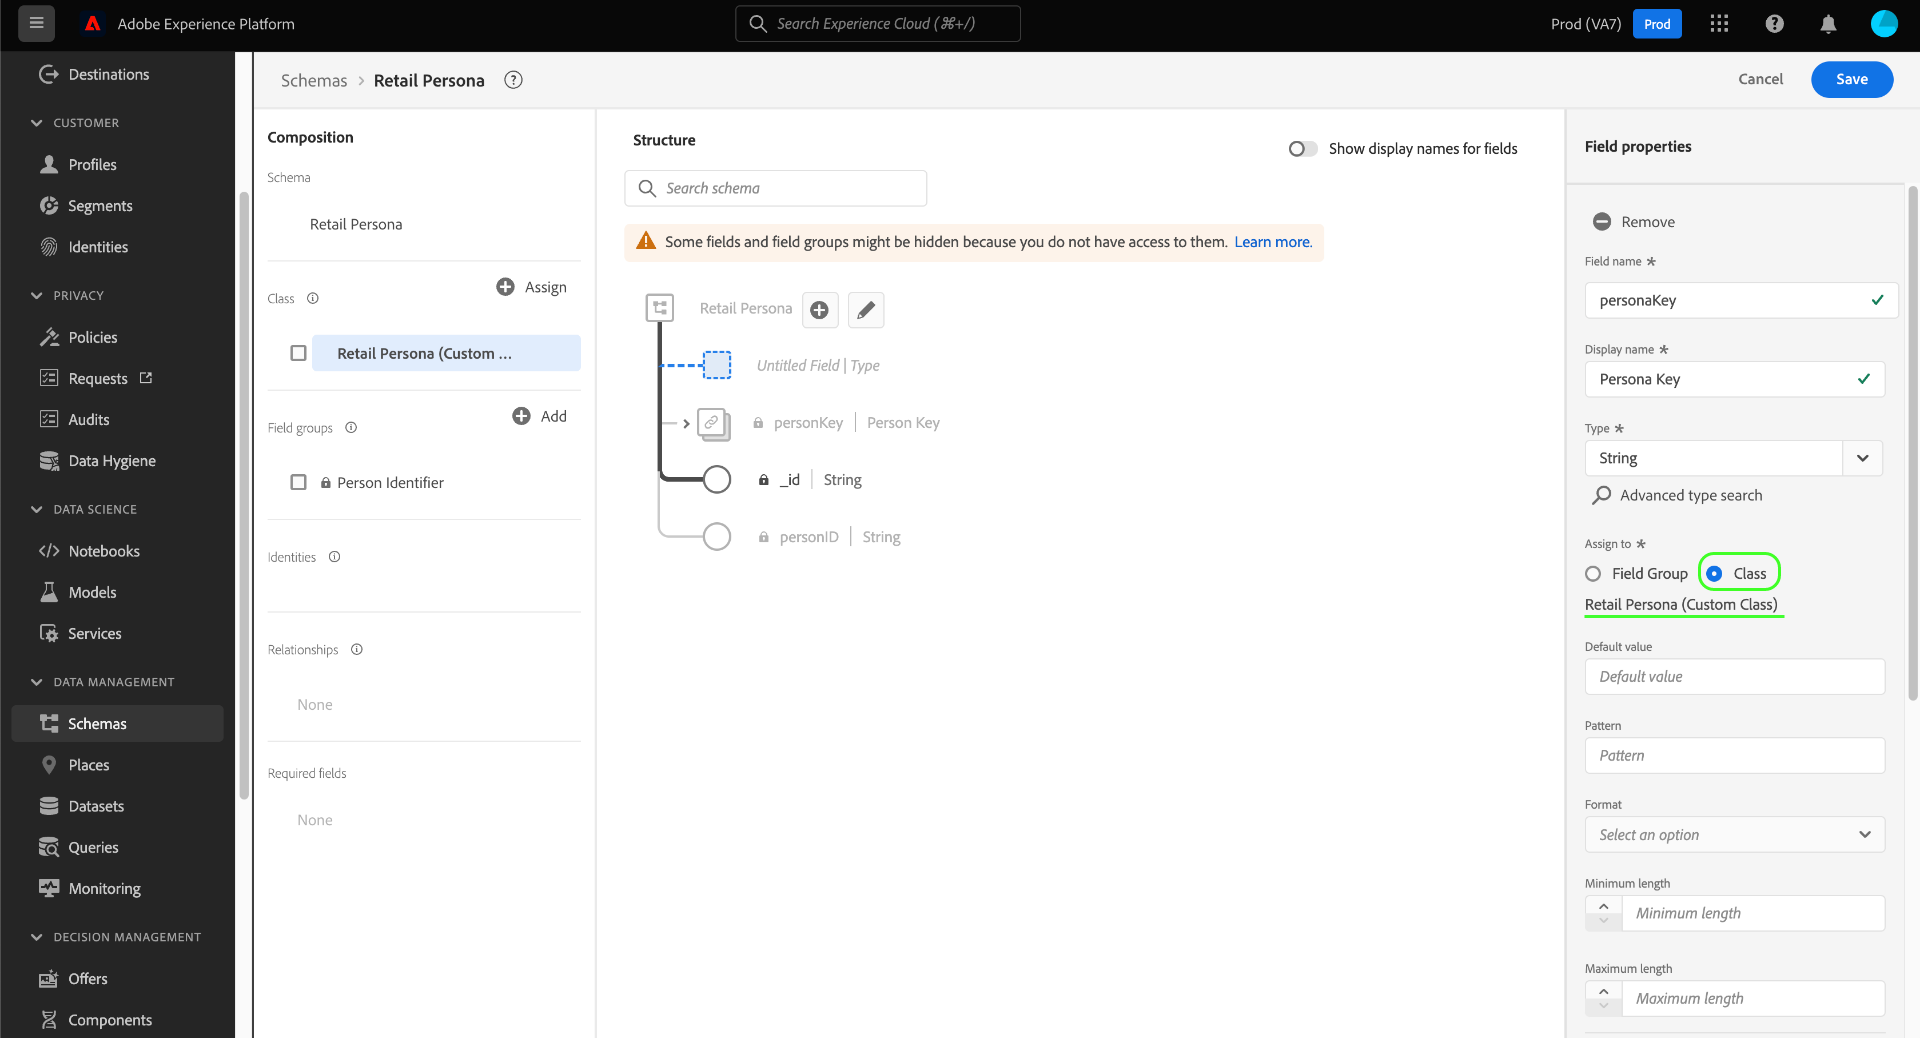 Adobe Experience Platform
Search Experience Cloud (⌘+/)
Prod (VA7)
Prod
Destinations
CUSTOMER
Profiles
Segments
Identities
PRIVACY
Policies
Requests
Audits
Data Hygiene
DATA SCIENCE
Notebooks
Models
Services
DATA MANAGEMENT
Schemas
Places
Datasets
Queries
Monitoring
DECISION MANAGEMENT
Offers
Components
Schemas > Retail Persona
Cancel
Save
Composition
Schema
Retail Persona
Class
Assign
Retail Persona (Custom ...
Field groups
Add
Person Identifier
Identities
Relationships
None
Required fields
None
Structure
Show display names for fields
Search schema
Some fields and field groups might be hidden because you do not have access to them. Learn more.
Retail Persona
Untitled Field | Type
personKey | Person Key
_id | String
personID | String
Field properties
Remove
Field name *
personaKey
Display name *
Persona Key
Type *
String
Advanced type search
Assign to *
Field Group
Class
Retail Persona (Custom Class)
Default value
Default value
Pattern
Pattern
Format
Select an option
Minimum length
Minimum length
Maximum length
Maximum length